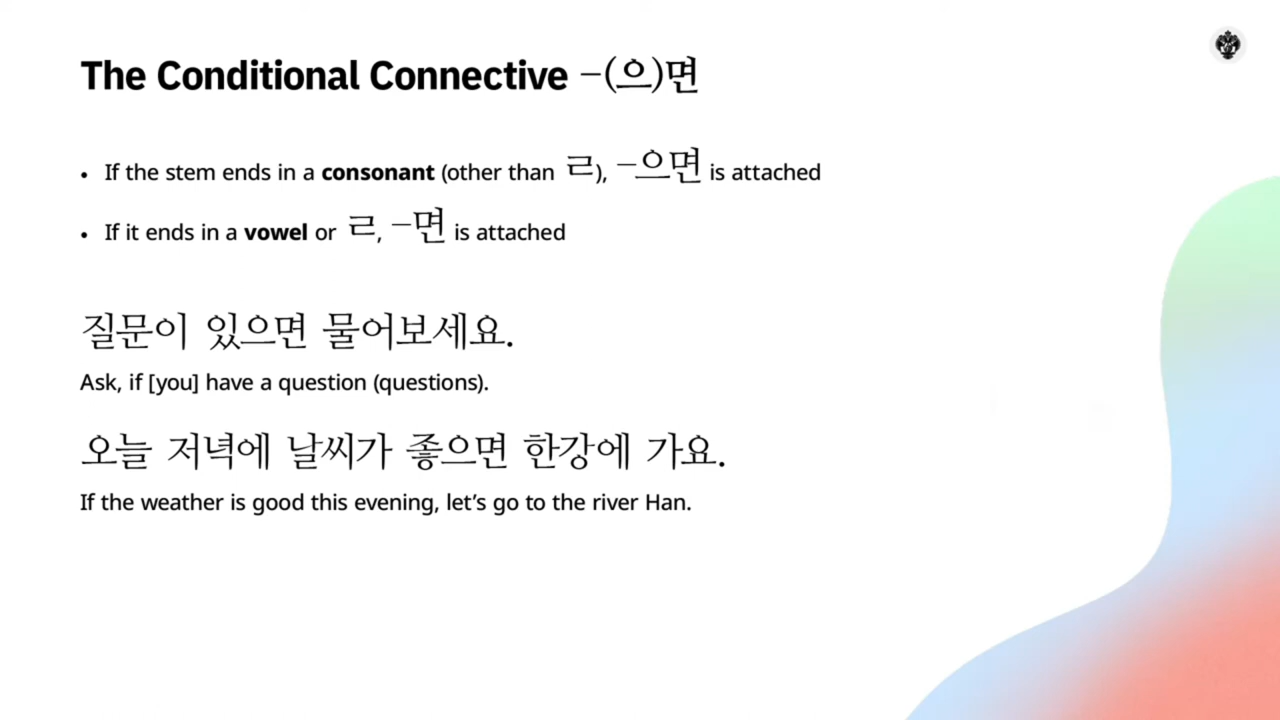 The Conditional Connective –(으)면
• If the stem ends in a consonant (other than ㄹ), –으면 is attached
• If it ends in a vowel or ㄹ, –면 is attached
질문이 있으면 물어보세요.
Ask, if [you] have a question (questions).
오늘 저녁에 날씨가 좋으면 한강에 가요.
If the weather is good this evening, let’s go to the river Han.